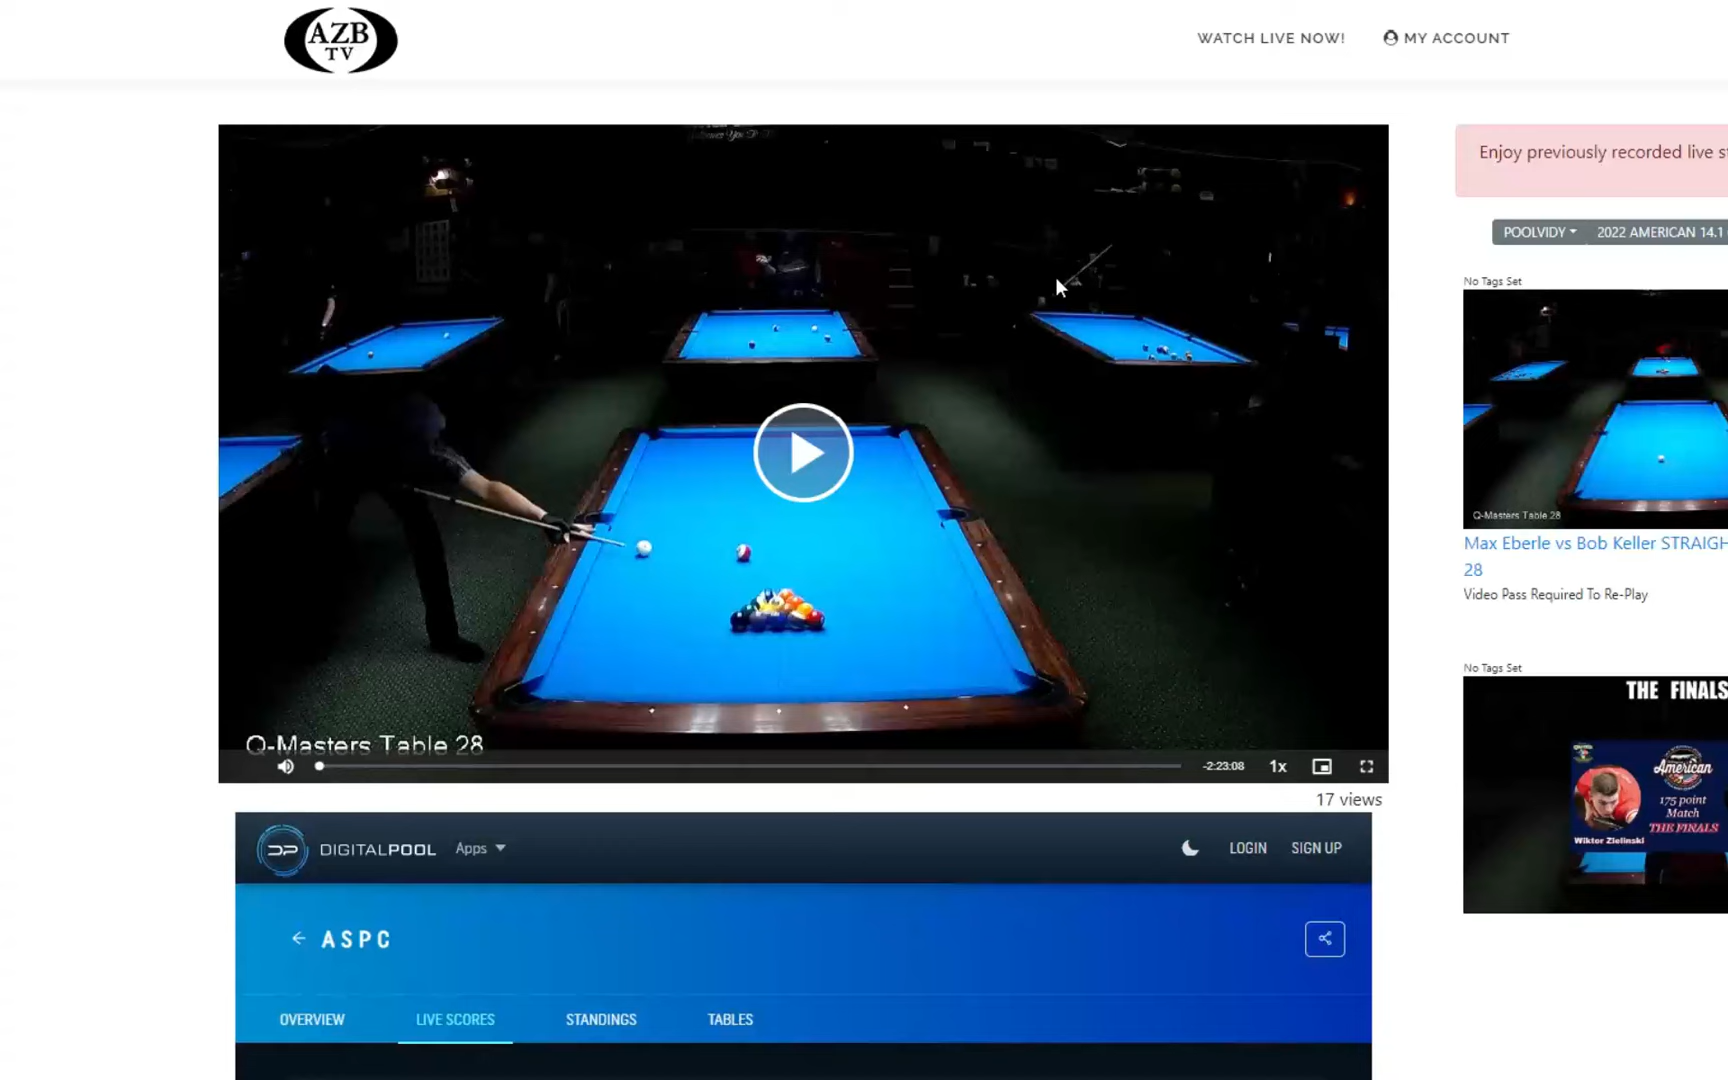 AZB
TV
WATCH LIVE NOW!
MY ACCOUNT
Enjoy previously recorded live
POOLVIDY
2022 AMERICAN 14.1
No Tags Set
Q-Masters Table 28
Max Eberle vs Bob Keller
28
Video Pass Required To Re-Play
Q-Masters Table 28
-2:23:08
1x
17 views
No Tags Set
THE FINALS
American
175 point
Match
THE FINALS
Wiktor Zielinski
DP
DIGITALPOOL
Apps
LOGIN
SIGN UP
ASPC
OVERVIEW
LIVE SCORES
STANDINGS
TABLES